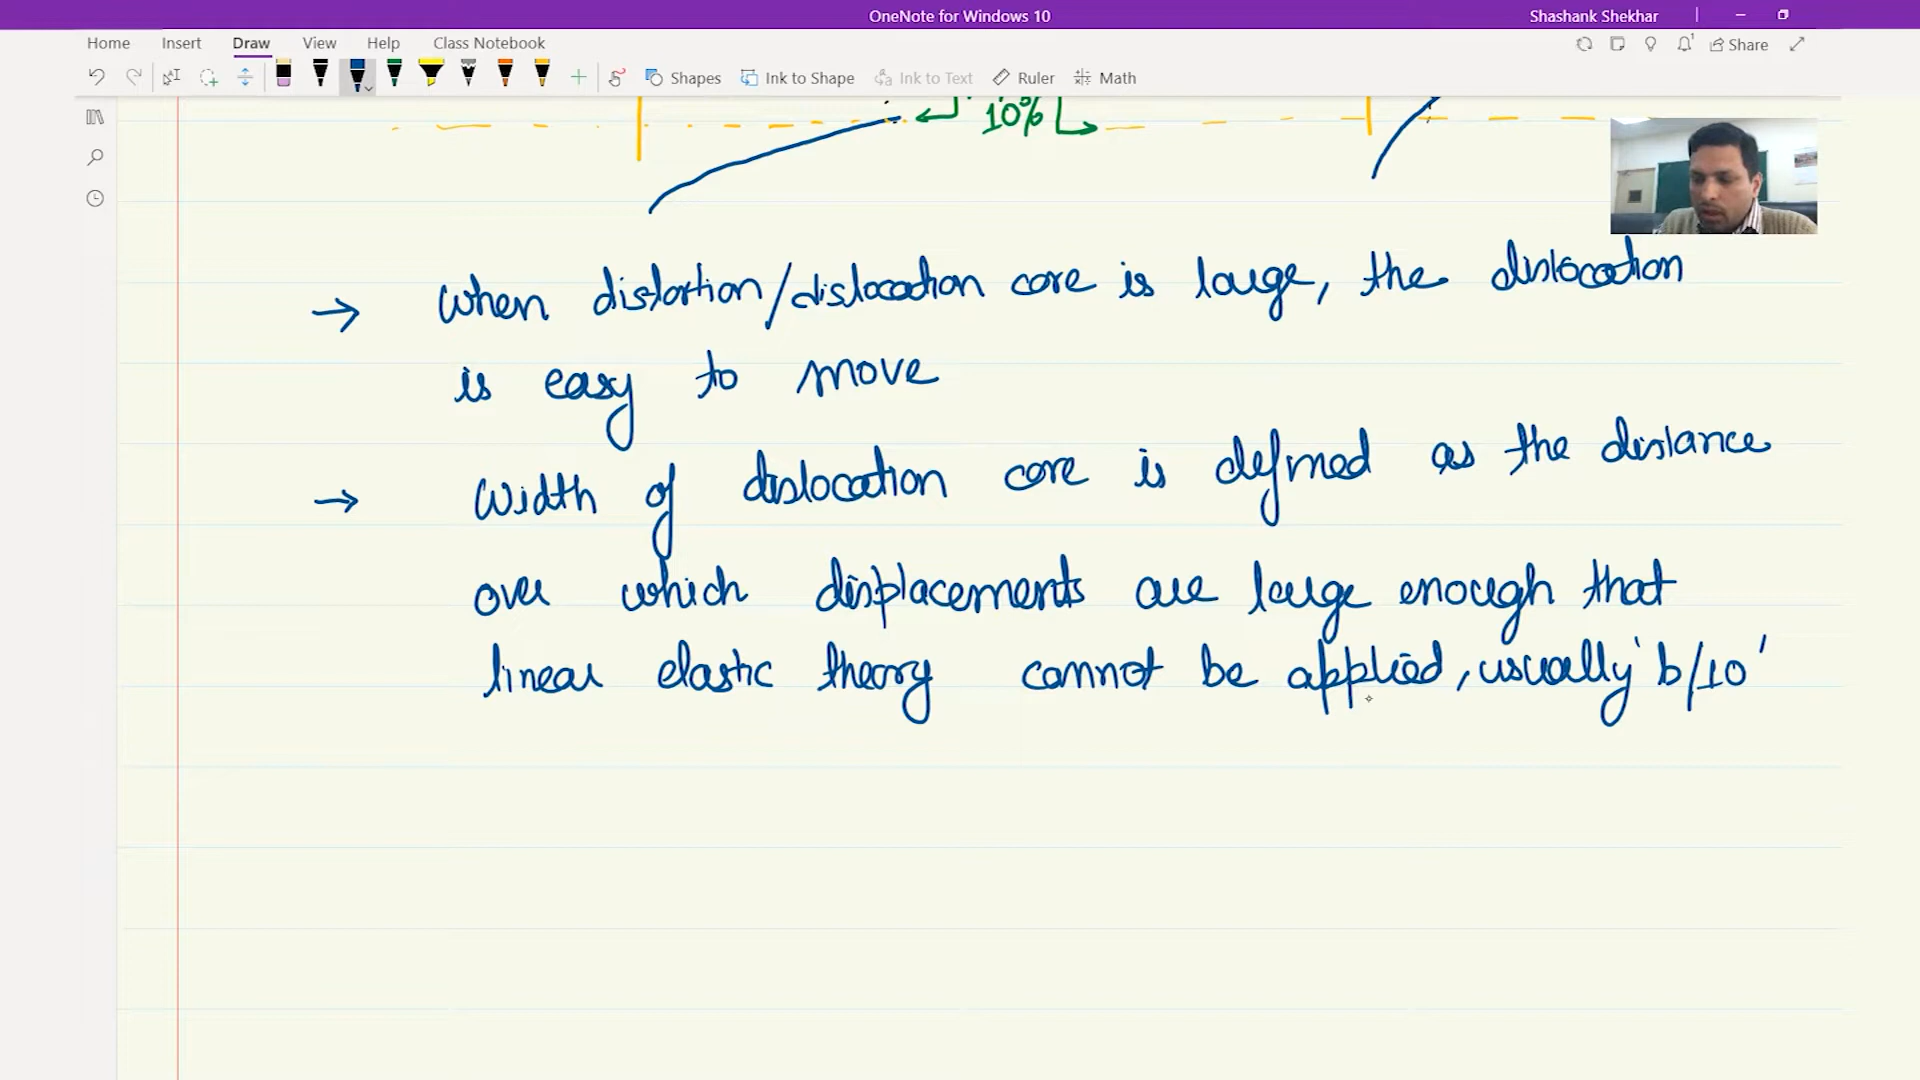 OneNote for Windows 10
Shashank Shekhar
Home Insert Draw View Help Class Notebook
Share
Shapes Ink to Shape Ink to Text Ruler Math
10%
→ When distortion/dislocation core is large, the dislocation
is easy to move
→ Width of dislocation core is defined as the distance
over which displacements are large enough that
linear elastic theory cannot be applied, usually 'b/10'